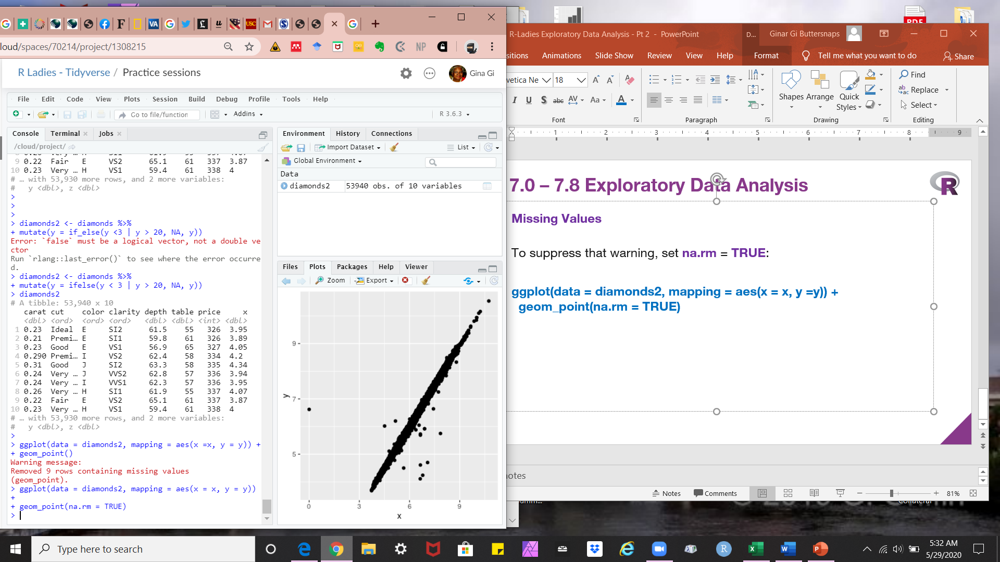 loud/spaces/70214/project/1308215
R Ladies - Tidyverse / Practice sessions
Gina Gi
File Edit Code View Plots Session Build Debug Profile Tools Help
Go to file/function
Addins
R 3.6.3
Console Terminal Jobs
/cloud/project/
9 0.22 Fair E VS2 65.1 61 337 3.87
10 0.23 Very … H VS1 59.4 61 338 4
# … with 53,930 more rows, and 2 more variables:
# y <dbl>, z <dbl>
>
>
>
> diamonds2 <- diamonds %>%
+ mutate(y = if_else(y <3 | y > 20, NA, y))
Error: `false` must be a logical vector, not a double ve
ctor
Run `rlang::last_error()` to see where the error occurre
d.
> diamonds2 <- diamonds %>%
+ mutate(y = ifelse(y < 3 | y > 20, NA, y))
> diamonds2
# A tibble: 53,940 x 10
carat cut color clarity depth table price x
<dbl> <ord> <ord> <ord> <dbl> <dbl> <int> <dbl>
1 0.23 Ideal E SI2 61.5 55 326 3.95
2 0.21 Premi… E SI1 59.8 61 326 3.89
3 0.23 Good E VS1 56.9 65 327 4.05
4 0.290 Premi… I VS2 62.4 58 334 4.2
5 0.31 Good J SI2 63.3 58 335 4.34
6 0.24 Very … J VVS2 62.8 57 336 3.94
7 0.24 Very … I VVS1 62.3 57 336 3.95
8 0.26 Very … H SI1 61.9 55 337 4.07
9 0.22 Fair E VS2 65.1 61 337 3.87
10 0.23 Very … H VS1 59.4 61 338 4
# … with 53,930 more rows, and 2 more variables:
# y <dbl>, z <dbl>
>
> ggplot(data = diamonds2, mapping = aes(x =x, y = y)) +
+ geom_point()
Warning message:
Removed 9 rows containing missing values
(geom_point).
> ggplot(data = diamonds2, mapping = aes(x = x, y = y))
+
+ geom_point(na.rm = TRUE)
>
Environment History Connections
Import Dataset List
Global Environment
Data
diamonds2 53940 obs. of 10 variables
Files Plots Packages Help Viewer
Zoom Export
9
7
5
y
0 3 6 9
x
PDF
R-Ladies Exploratory Data Analysis - Pt 2 - PowerPoint
D...
Ginar Gi Buttersnaps
sitions Animations Slide Show Review View Help Format Tell me what you want to do Share
vetica Ne 18
I U S abc AV Aa A
Shapes Arrange Quick
Styles
Find
Replace
Select
Font Paragraph Drawing Editing
1 2 3 4 5 6 7 8 9
7.0 – 7.8 Exploratory Data Analysis
R
Missing Values
To suppress that warning, set na.rm = TRUE:
ggplot(data = diamonds2, mapping = aes(x = x, y =y)) +
geom_point(na.rm = TRUE)
notes
Notes Comments 81%
Type here to search
5:32 AM
5/29/2020